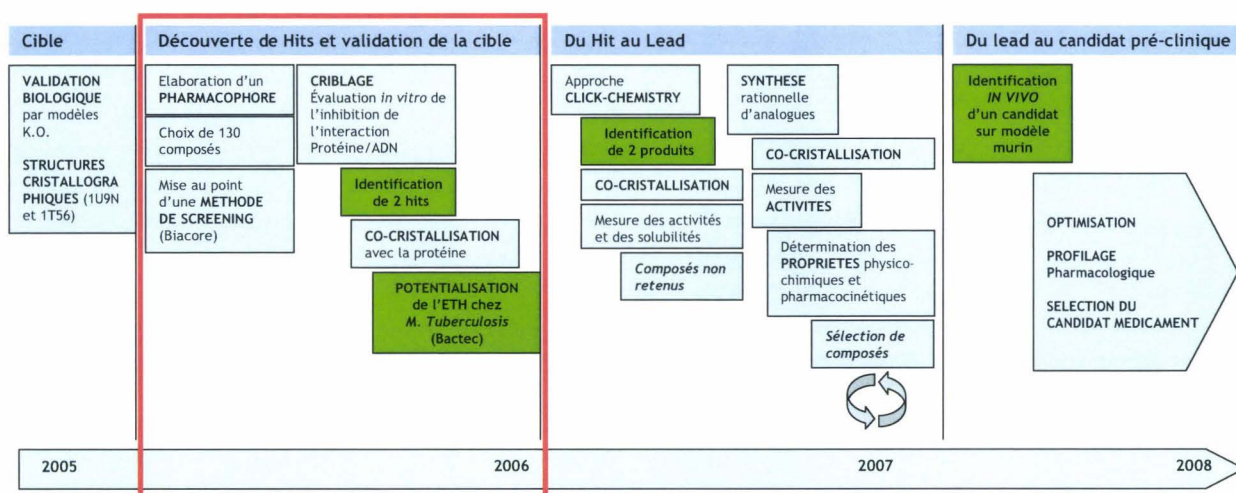 Cible
VALIDATION
BIOLOGIQUE
par modèles
K.O.
STRUCTURES
CRISTALLOGRA
PHIQUES (1U9N
et 1T56)
Découverte de Hits et validation de la cible
Elaboration d'un
PHARMACOPHORE
Choix de 130
composés
Mise au point
d'une METHODE
DE SCREENING
(Biacore)
CRIBLAGE
Évaluation in vitro de
l'inhibition de
l'interaction
Protéine/ADN
Identification
de 2 hits
CO-CRISTALLISATION
avec la protéine
POTENTIALISATION
de l'ETH chez
M. Tuberculosis
(Bactec)
Du Hit au Lead
Approche
CLICK-CHEMISTRY
Identification
de 2 produits
CO-CRISTALLISATION
Mesure des activités
et des solubilités
Composés non
retenus
SYNTHESE
rationnelle
d'analogues
CO-CRISTALLISATION
Mesure des
ACTIVITES
Détermination des
PROPRIETES physico-
chimiques et
pharmacocinétiques
Sélection de
composés
Du lead au candidat pré-clinique
Identification
IN VIVO
d'un candidat
sur modèle
murin
OPTIMISATION
PROFILAGE
Pharmacologique
SELECTION DU
CANDIDAT MEDICAMENT
2005
2006
2007
2008